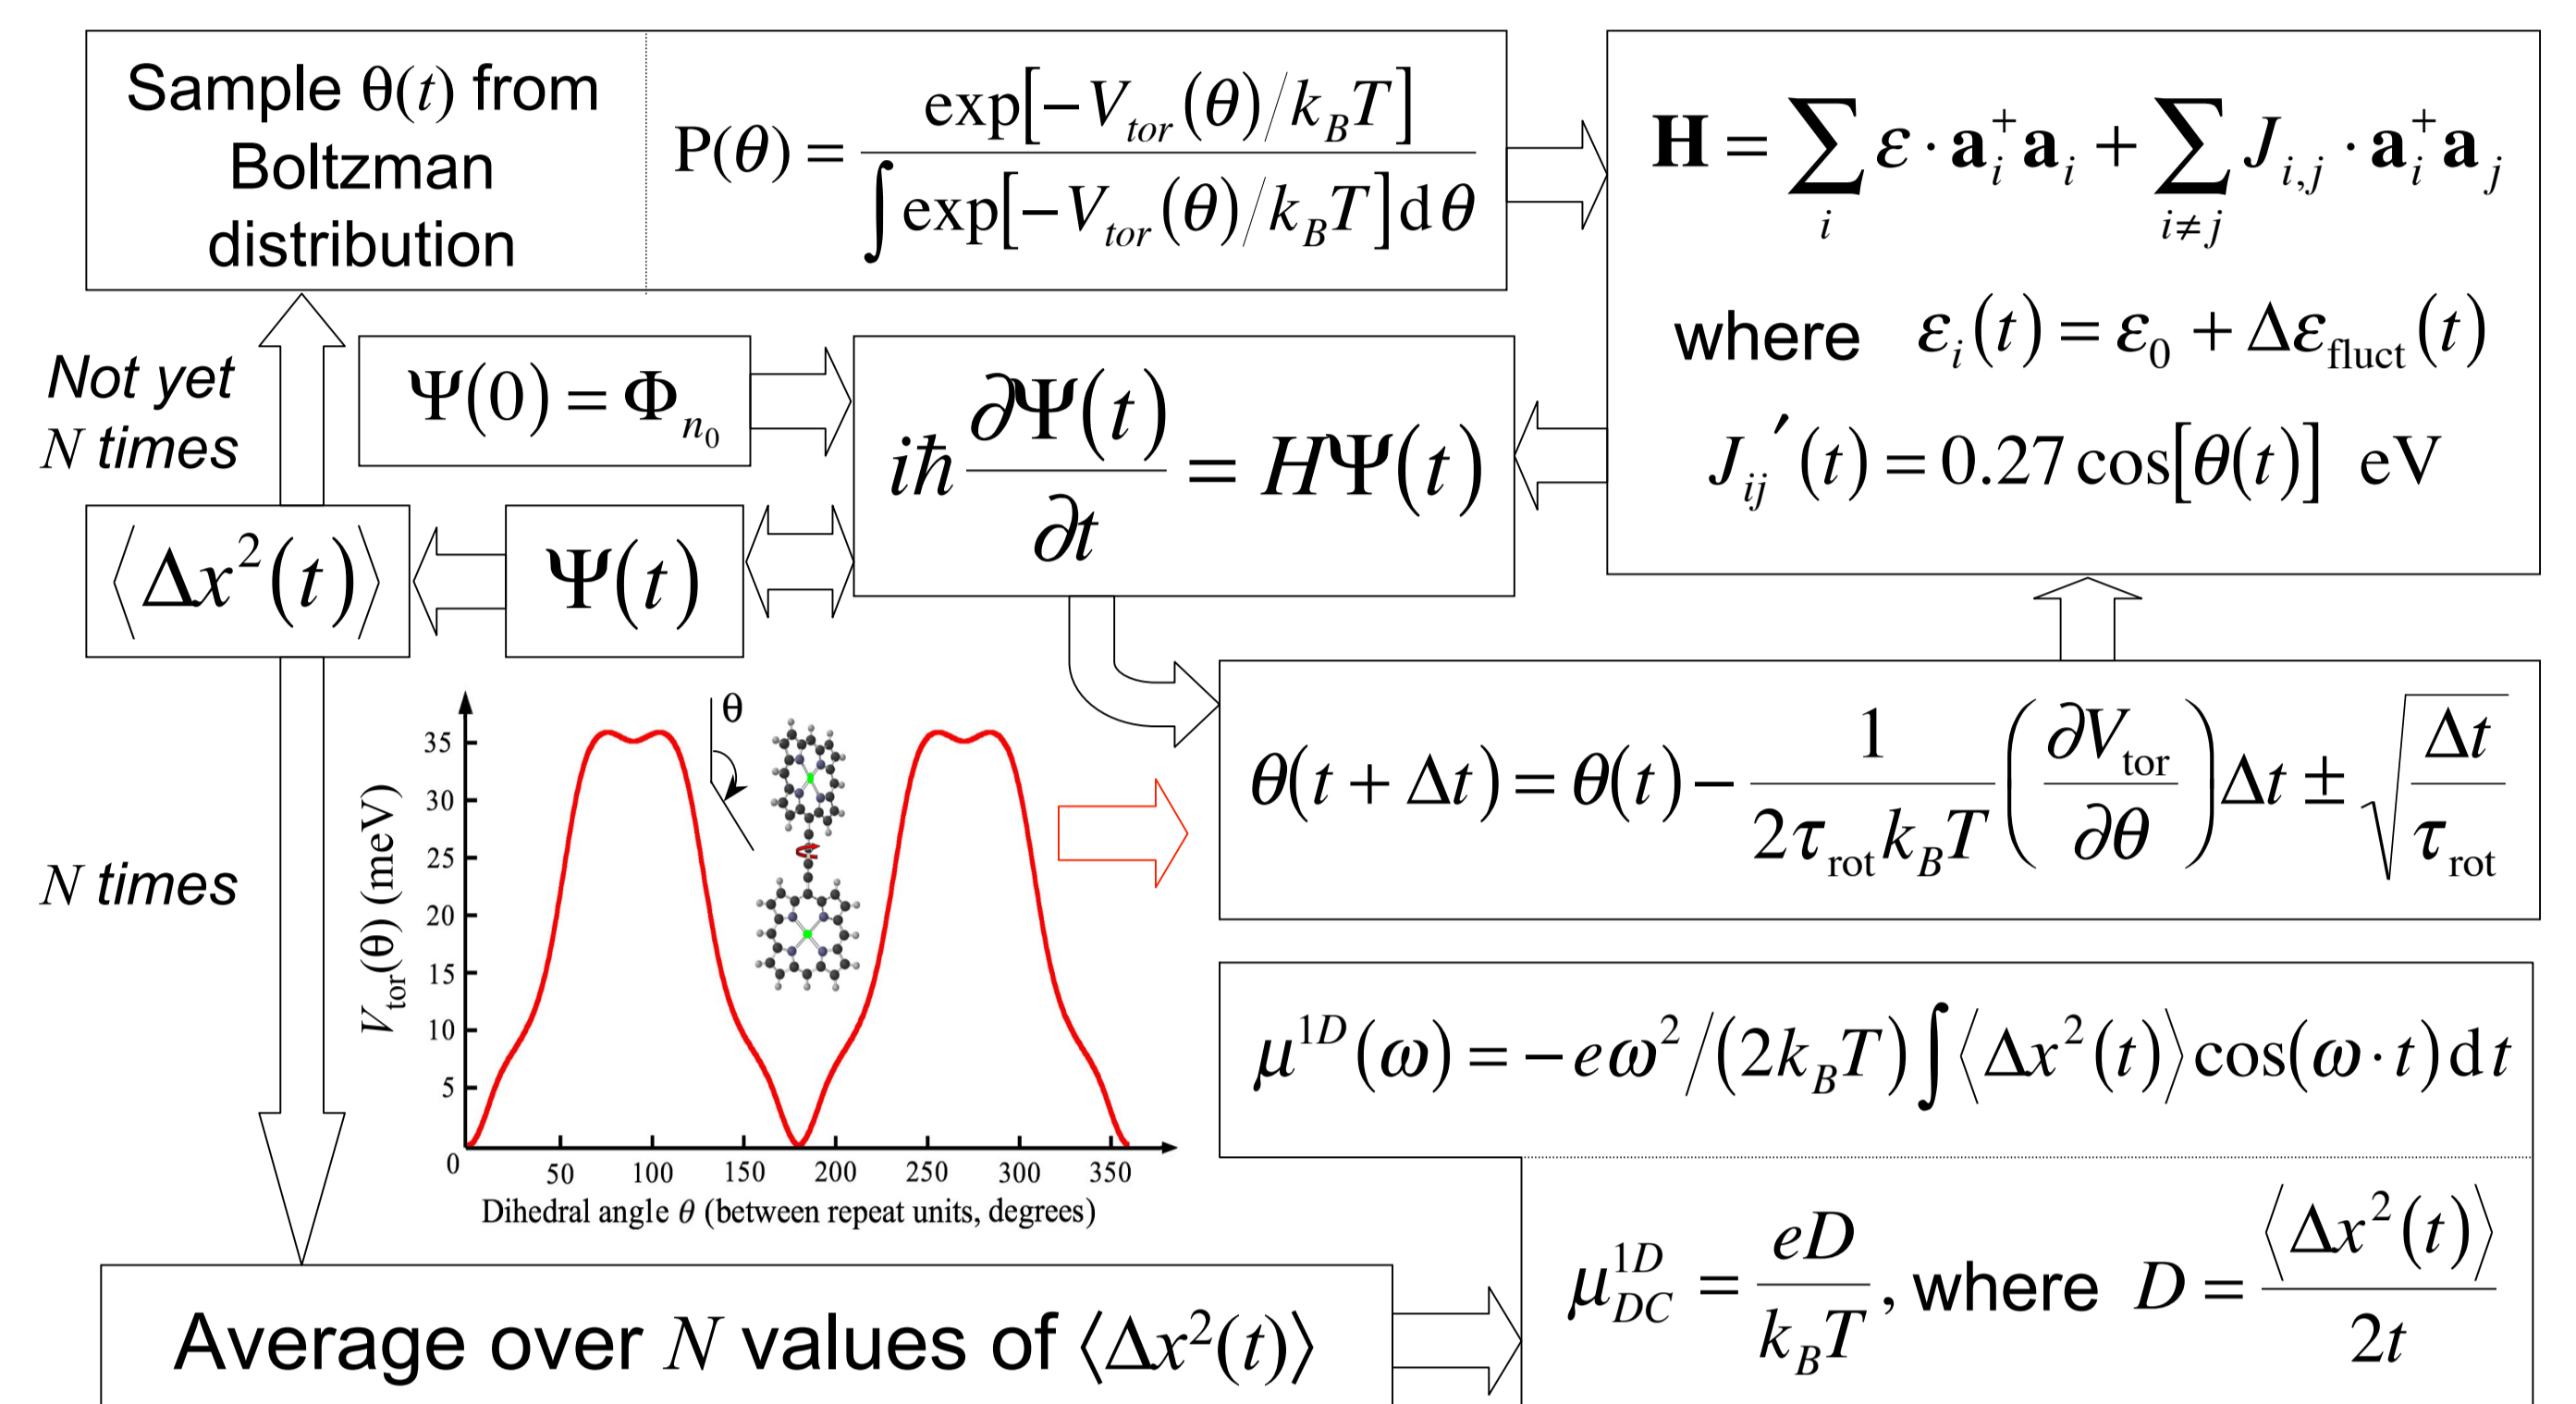 Sample θ(t) from
Boltzman
distribution
P(θ) = exp[−V_tor(θ)/k_BT] / ∫exp[−V_tor(θ)/k_BT]dθ
H = ∑_i ε · a_i^+ a_i + ∑_{i≠j} J_{i,j} · a_i^+ a_j
where ε_i(t) = ε_0 + Δε_fluct(t)
J_ij′(t) = 0.27 cos[θ(t)] eV
Not yet
N times
Ψ(0) = Φ_{n_0}
iħ ∂Ψ(t)/∂t = HΨ(t)
⟨Δx²(t)⟩
Ψ(t)
N times
V_tor(θ) (meV)
35
30
25
20
15
10
5
0
50 100 150 200 250 300 350
Dihedral angle θ (between repeat units, degrees)
θ
θ(t + Δt) = θ(t) − 1/(2τ_rot k_BT) (∂V_tor/∂θ) Δt ± √(Δt/τ_rot)
μ^{1D}(ω) = −eω²/(2k_BT)∫⟨Δx²(t)⟩cos(ω·t)dt
μ_DC^{1D} = eD/k_BT, where D = ⟨Δx²(t)⟩/2t
Average over N values of ⟨Δx²(t)⟩